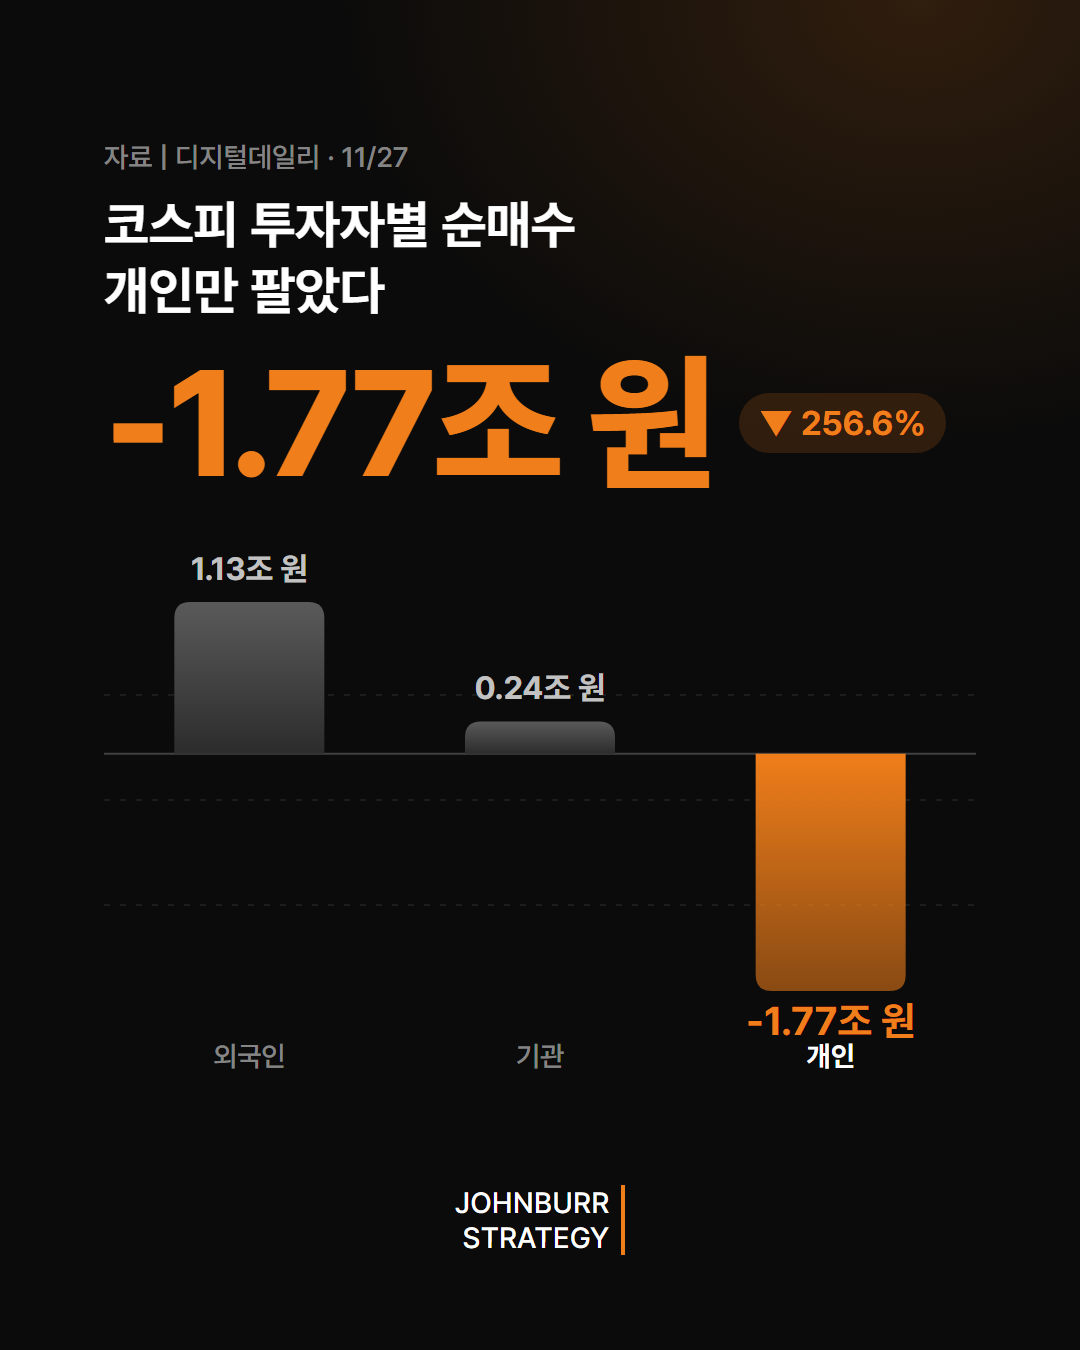 자료 | 디지털데일리 · 11/27
코스피 투자자별 순매수
개인만 팔았다
-1.77조 원 ▼ 256.6%
1.13조 원
0.24조 원
-1.77조 원
외국인 기관 개인
JOHNBURR
STRATEGY